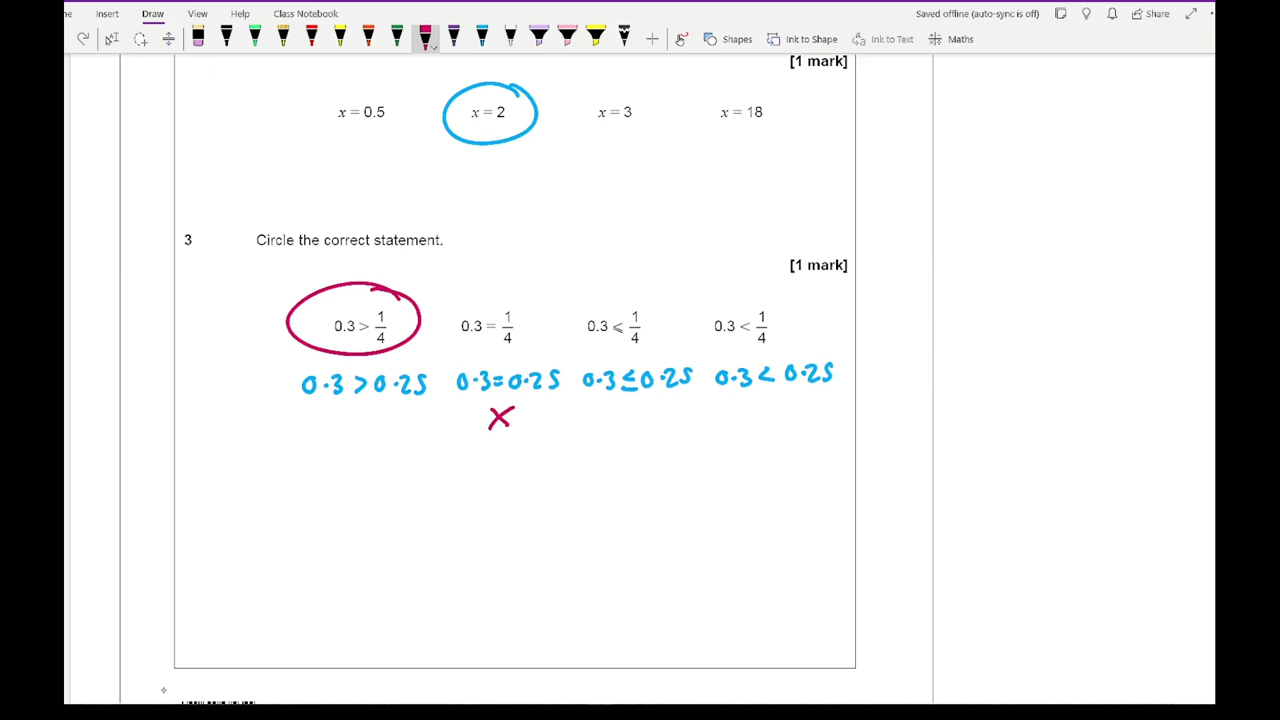 Insert Draw View Help Class Notebook Saved offline (auto-sync is off) Share
Shapes Ink to Shape Ink to Text Maths
[1 mark]
x = 0.5 x = 2 x = 3 x = 18
3 Circle the correct statement.
[1 mark]
0.3 > 1/4 0.3 = 1/4 0.3 ⩽ 1/4 0.3 < 1/4
0.3 > 0.25 0.3 = 0.25 0.3 ≤ 0.25 0.3 < 0.25